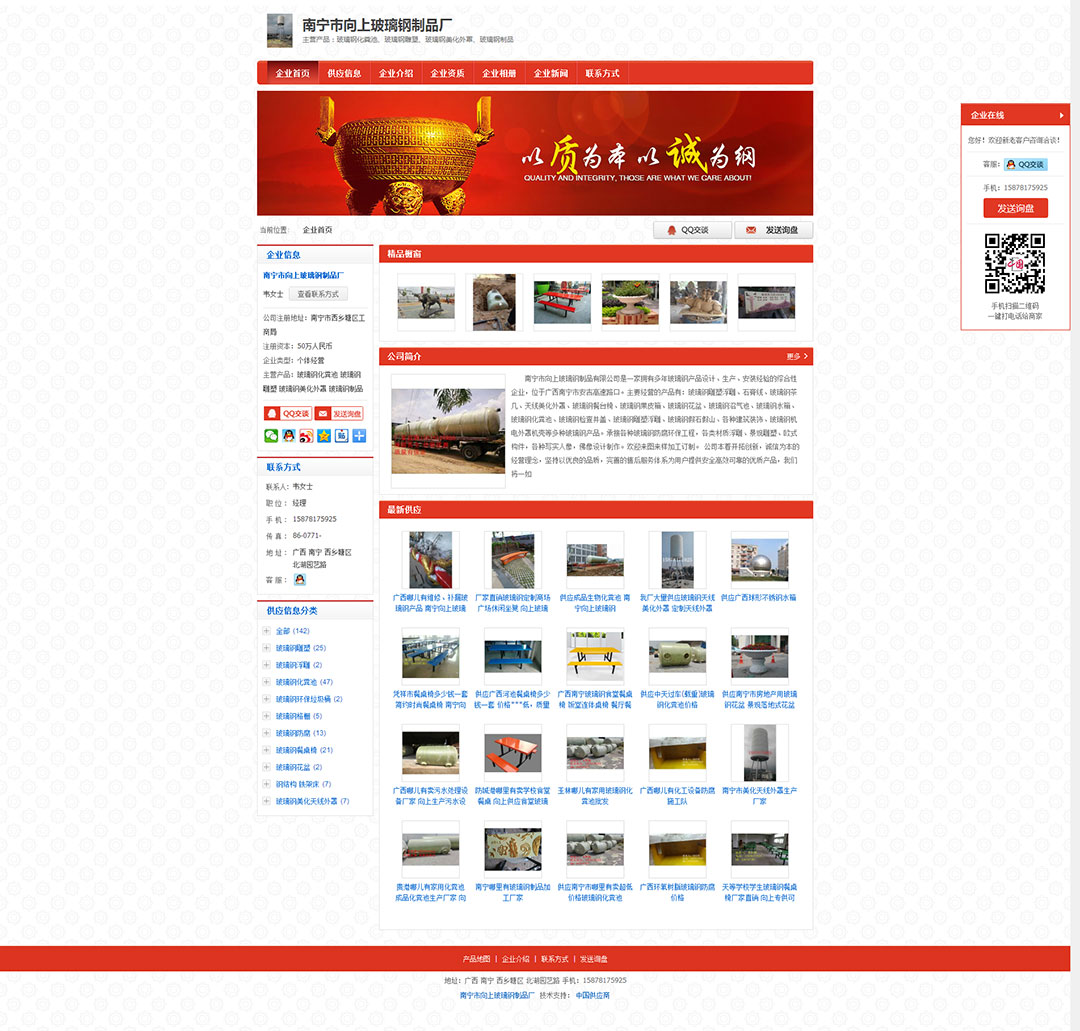 南宁市向上玻璃钢制品厂
主营产品：玻璃钢化粪池、玻璃钢雕塑、玻璃钢美化外罩、玻璃钢制品
企业首页 供应信息 企业介绍 企业资质 企业相册 企业新闻 联系方式
以质为本 以诚为纲
QUALITY AND INTEGRITY, THOSE ARE WHAT WE CARE ABOUT!
企业在线
您好！欢迎新老客户咨询洽谈！
客服： QQ交谈
手机：15878175925
发送询盘
手机扫描二维码
一键打电话给商家
当前位置： 企业首页
QQ交谈 发送询盘
企业信息
南宁市向上玻璃钢制品厂
韦女士 查看联系方式
公司注册地址：南宁市西乡塘区工
商局
注册资本：50万人民币
企业类型：个体经营
主营产品：玻璃钢化粪池 玻璃钢
雕塑 玻璃钢美化外罩 玻璃钢制品
QQ交谈 发送询盘
联系方式
联系人：韦女士
职 位： 经理
手 机： 15878175925
传 真： 86-0771-
地 址： 广西 南宁 西乡塘区
北湖园艺路
客 服：
供应信息分类
全部 (142)
玻璃钢雕塑 (25)
玻璃钢浮雕 (2)
玻璃钢化粪池 (47)
玻璃钢环保垃圾桶 (2)
玻璃钢格栅 (5)
玻璃钢防腐 (13)
玻璃钢餐桌椅 (21)
玻璃钢花盆 (2)
钢结构 铁架床 (7)
玻璃钢美化天线外罩 (7)
精品橱窗
公司简介 更多
南宁市向上玻璃钢制品有限公司是一家拥有多年玻璃钢产品设计、生产、安装经验的综合性
企业，位于广西南宁市安吉高速路口。主要经营的产品有：玻璃钢雕塑浮雕、石膏线、玻璃钢茶
几、天线美化外罩、玻璃钢餐台椅、玻璃钢果皮箱、玻璃钢花盆、玻璃钢沼气池、玻璃钢水箱、
玻璃钢化粪池、玻璃钢检查井盖、玻璃钢雕塑浮雕、玻璃钢假石假山、各种建筑装饰、玻璃钢机
电外罩机壳等多种玻璃钢产品。承接各种玻璃钢防腐环保工程，各类材质浮雕、景观雕塑、欧式
构件，各种写实人像，佛像设计制作。欢迎来图来样加工订制。 公司本着开拓创新，诚信为本的
经营理念，坚持以优良的品质，完善的售后服务体系为用户提供安全高效可靠的优质产品，我们
将一如
最新供应
广西哪儿有维修、补漏玻
璃钢产品 南宁向上玻璃
厂家直销玻璃钢定制商场
广场休闲坐凳 向上玻璃
供应成品生物化粪池 南
宁向上玻璃钢
我厂大量供应玻璃钢天线
美化外罩 定制天线外罩
供应广西球形不锈钢水箱
凭祥市餐桌椅多少钱一套
简约时尚餐桌椅 南宁向
供应广西河池餐桌椅多少
钱一套 价格***低，质量
广西南宁玻璃钢食堂餐桌
椅 饭堂连体桌椅 餐厅餐
供应中天过车(载重)玻璃
钢化粪池价格
供应南宁市房地产用玻璃
钢花盆 景观落地式花盆
广西哪儿有卖污水处理设
备厂家 向上生产污水设
防城港哪里有卖学校食堂
餐桌 向上供应食堂玻璃
玉林哪儿有家用玻璃钢化
粪池批发
广西哪儿有化工设备防腐
施工队
南宁市美化天线外罩生产
厂家
贵港哪儿有家用化粪池
成品化粪池生产厂家 向
南宁哪里有玻璃钢制品加
工厂家
供应南宁市哪里有卖超低
价格玻璃钢化粪池
广西环氧树脂玻璃钢防腐
价格
天等学校学生玻璃钢餐桌
椅厂家直销 向上专供可
产品地图 | 企业介绍 | 联系方式 | 发送询盘
地址：广西 南宁 西乡塘区 北湖园艺路 手机：15878175925
南宁市向上玻璃钢制品厂 技术支持： 中国供应商